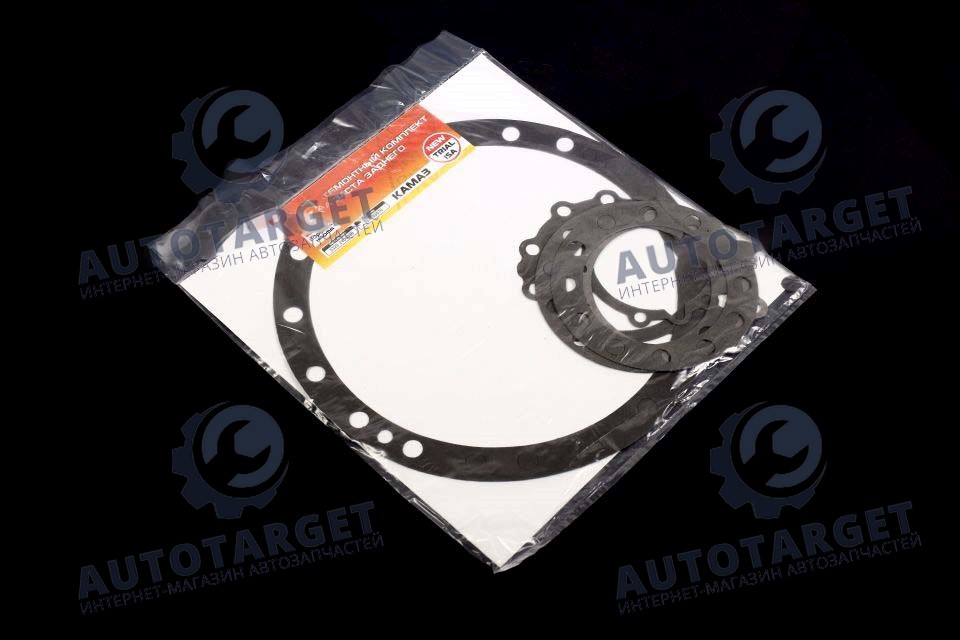 РЕМОНТНЫЙ КОМПЛЕКТ
МОСТА ЗАДНЕГО
КАМАЗ
NEW
TRIAL
ISA
AUTOTARGET
ИНТЕРНЕТ-МАГАЗИН АВТОЗАПЧАСТЕЙ
AUTOTARGET
ИНТЕРНЕТ-МАГАЗИН АВТОЗАПЧАСТЕЙ
AUTOTARGET
ИНТЕРНЕТ-МАГАЗИН АВТОЗАПЧАСТЕЙ
AUTOTARGET
ИНТЕРНЕТ-МАГАЗИН АВТОЗАПЧАСТЕЙ